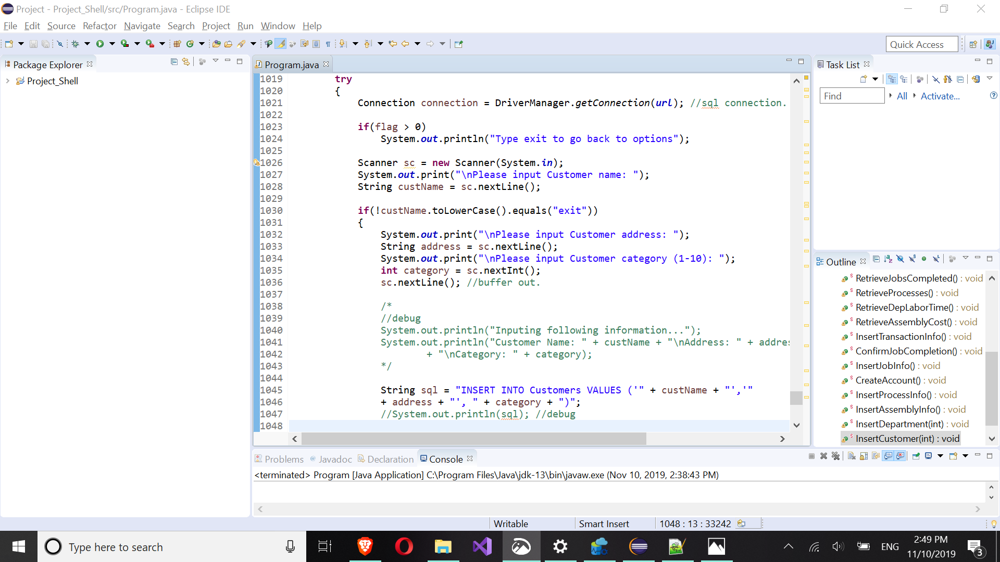 Project - Project_Shell/src/Program.java - Eclipse IDE
File Edit Source Refactor Navigate Search Project Run Window Help
Quick Access
Package Explorer
Project_Shell
Program.java
1019 try
1020 {
1021 Connection connection = DriverManager.getConnection(url); //sql connection.
1022
1023 if(flag > 0)
1024 System.out.println("Type exit to go back to options");
1025
1026 Scanner sc = new Scanner(System.in);
1027 System.out.print("\nPlease input Customer name: ");
1028 String custName = sc.nextLine();
1029
1030 if(!custName.toLowerCase().equals("exit"))
1031 {
1032 System.out.print("\nPlease input Customer address: ");
1033 String address = sc.nextLine();
1034 System.out.print("\nPlease input Customer category (1-10): ");
1035 int category = sc.nextInt();
1036 sc.nextLine(); //buffer out.
1037
1038 /*
1039 //debug
1040 System.out.println("Inputing following information...");
1041 System.out.println("Customer Name: " + custName + "\nAddress: " + addres
1042 + "\nCategory: " + category);
1043 */
1044
1045 String sql = "INSERT INTO Customers VALUES ('" + custName + "','"
1046 + address + "', " + category + ")";
1047 //System.out.println(sql); //debug
1048
Task List
Find All Activate...
Outline
RetrieveJobsCompleted() : void
RetrieveProcesses() : void
RetrieveDepLaborTime() : void
RetrieveAssemblyCost() : void
InsertTransactionInfo() : void
ConfirmJobCompletion() : void
InsertJobInfo() : void
CreateAccount() : void
InsertProcessInfo() : void
InsertAssemblyInfo() : void
InsertDepartment(int) : void
InsertCustomer(int) : void
Problems @ Javadoc Declaration Console
<terminated> Program [Java Application] C:\Program Files\Java\jdk-13\bin\javaw.exe (Nov 10, 2019, 2:38:43 PM)
Writable Smart Insert 1048 : 13 : 33242
Type here to search
ENG
2:49 PM
11/10/2019
3